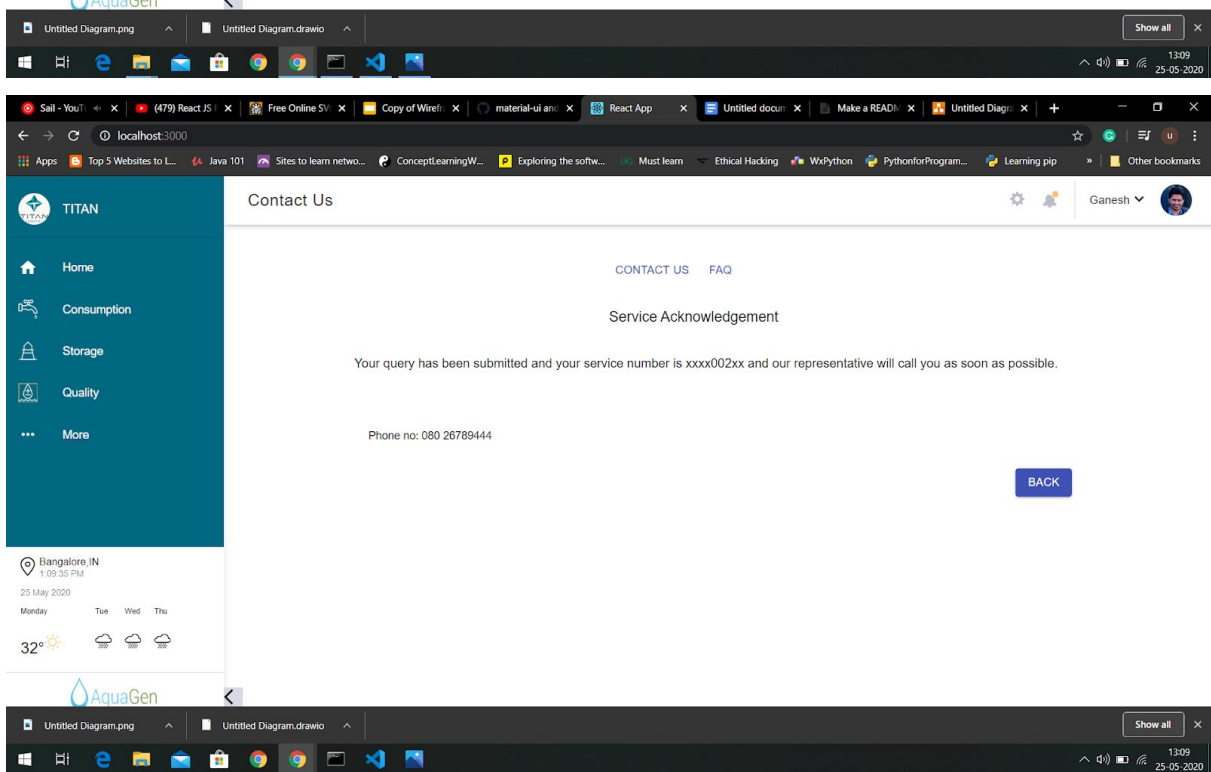 AquaGen
Untitled Diagram.png
Untitled Diagram.drawio
Show all
13:09
25-05-2020
Sail - YouT
(479) React JS F
Free Online SV
Copy of Wirefr
material-ui and
React App
Untitled docum
Make a READM
Untitled Diagra
localhost:3000
Apps
Top 5 Websites to L...
Java 101
Sites to learn netwo...
ConceptLearningW...
Exploring the softw...
Must learn
Ethical Hacking
WxPython
PythonforProgram...
Learning pip
Other bookmarks
TITAN
TITAN
Contact Us
Ganesh
Home
Consumption
Storage
Quality
More
CONTACT US FAQ
Service Acknowledgement
Your query has been submitted and your service number is xxxx002xx and our representative will call you as soon as possible.
Phone no: 080 26789444
BACK
Bangalore,IN
1:09:35 PM
25 May 2020
Monday Tue Wed Thu
32°
AquaGen
Untitled Diagram.png
Untitled Diagram.drawio
Show all
13:09
25-05-2020